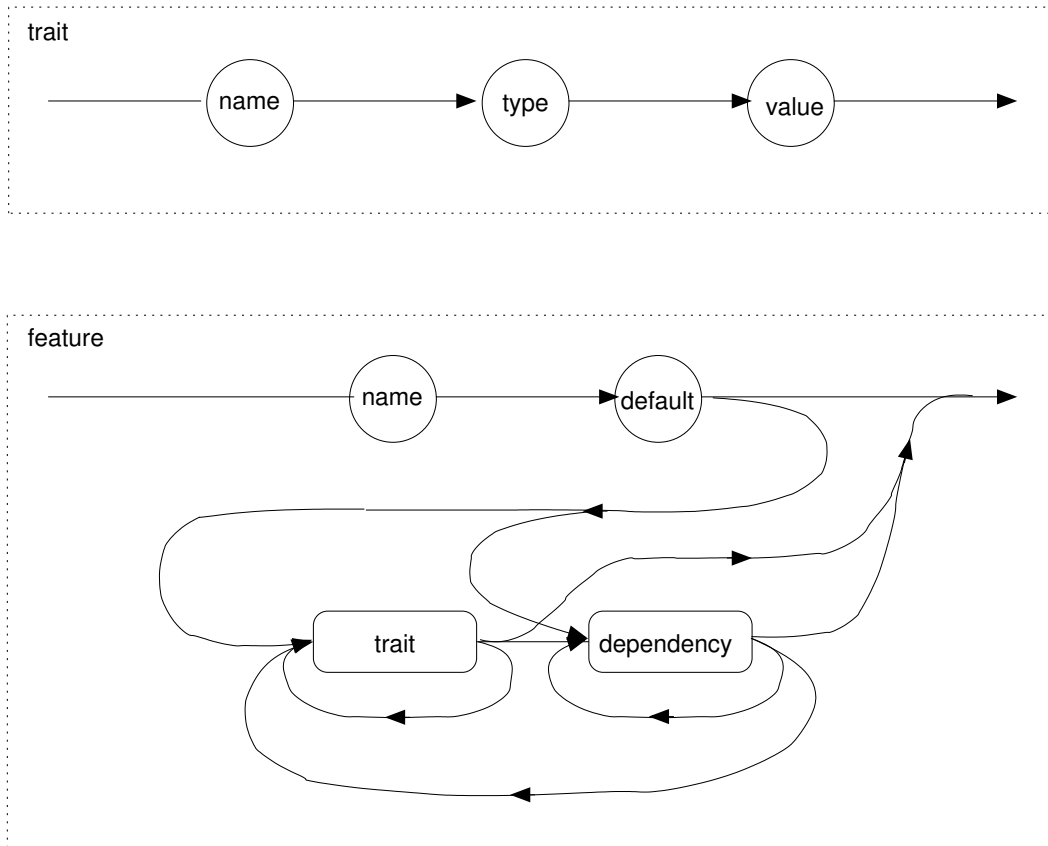 trait
name
type
value
feature
name
default
trait
dependency